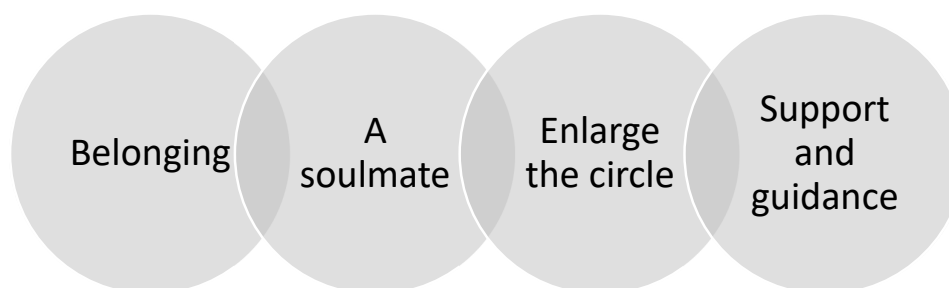 Belonging
A
soulmate
Enlarge
the circle
Support
and
guidance